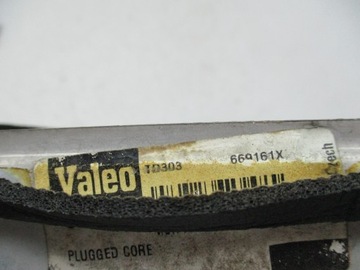 Valeo
TD303 669161X
Czech
PLUGGED CORE